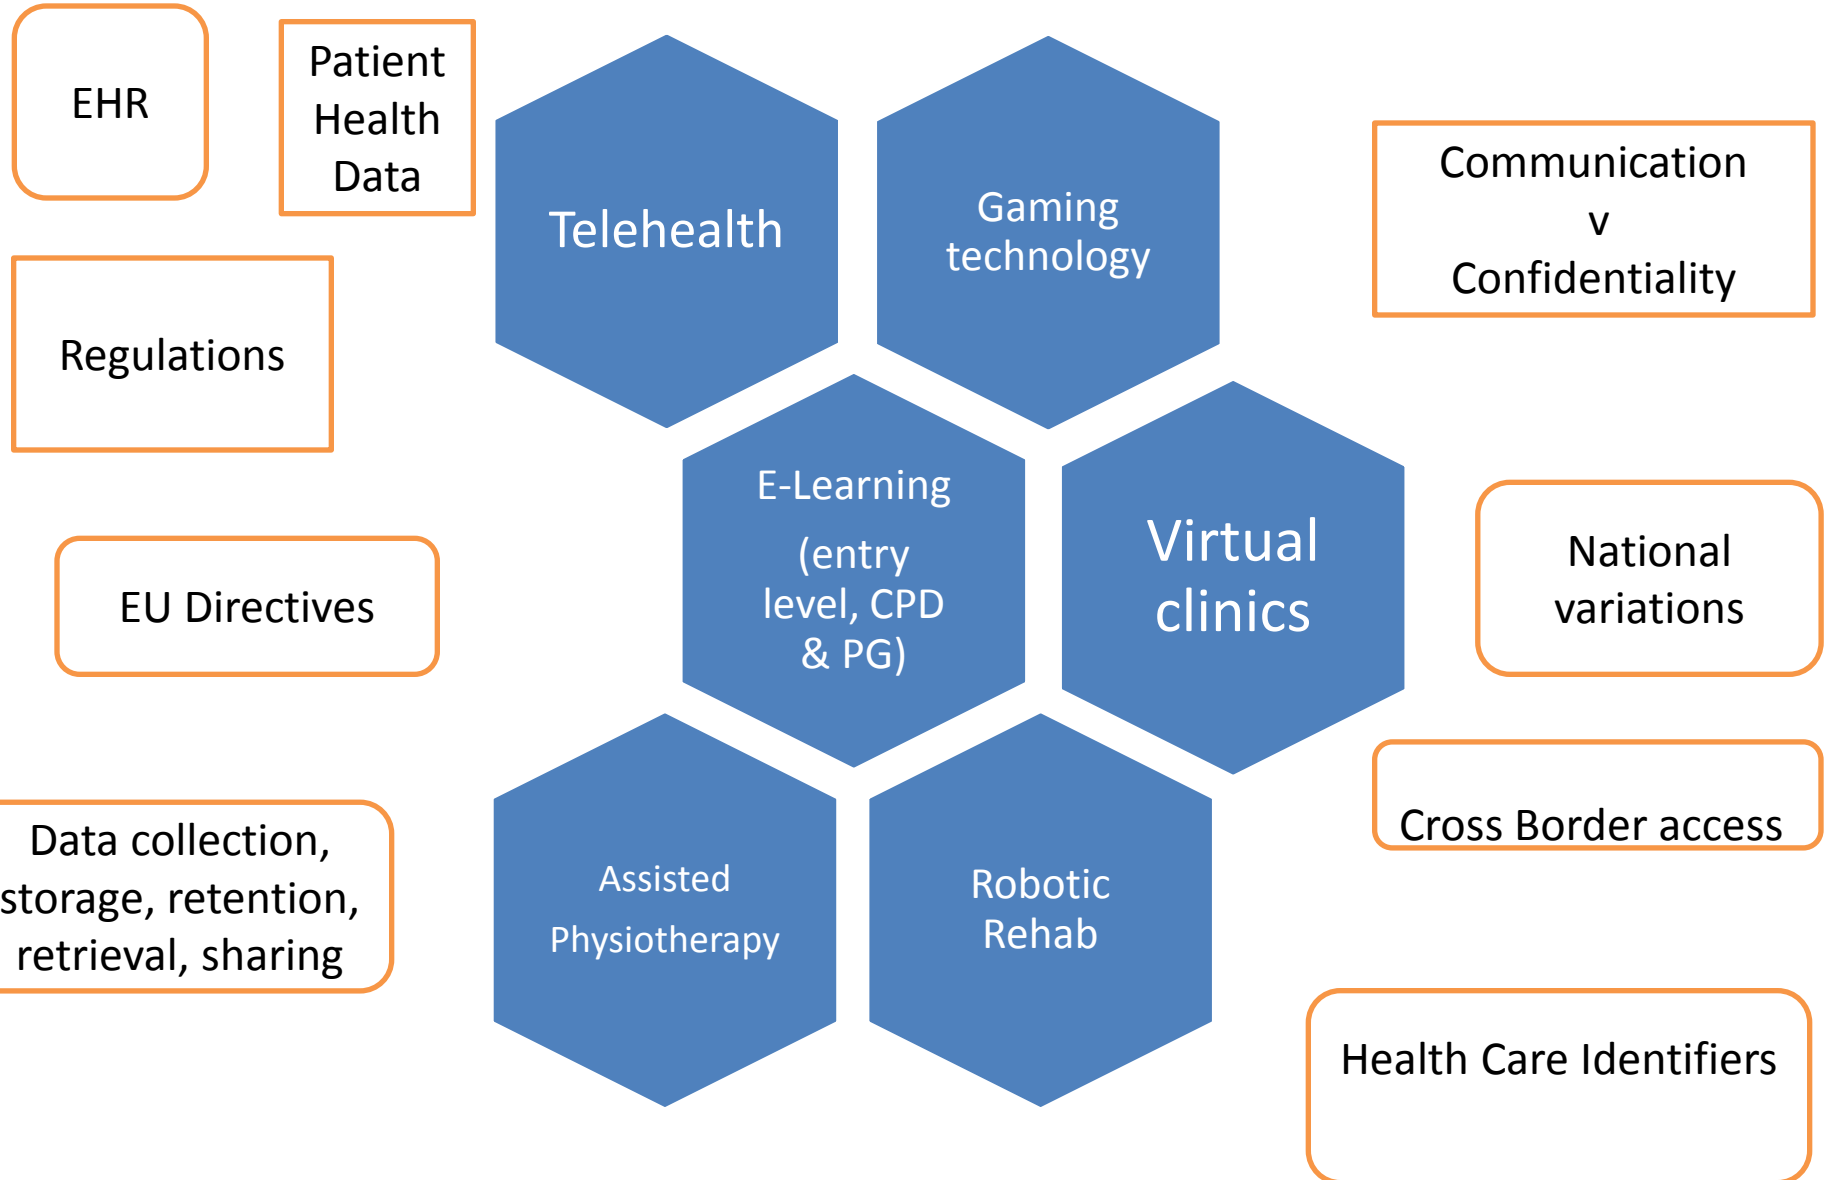 EHR
Patient
Health
Data
Regulations
EU Directives
Data collection,
storage, retention,
retrieval, sharing
Telehealth
Gaming
technology
E-Learning
(entry
level, CPD
& PG)
Virtual
clinics
Assisted
Physiotherapy
Robotic
Rehab
Communication
v
Confidentiality
National
variations
Cross Border access
Health Care Identifiers